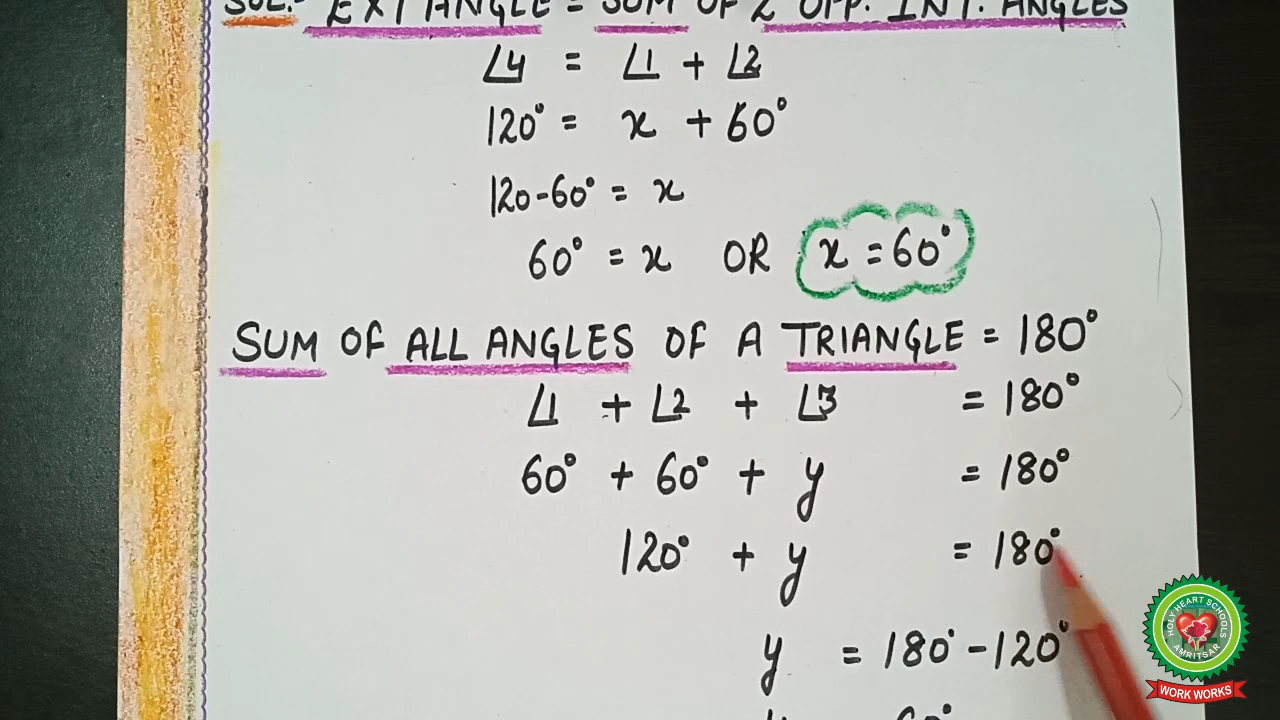 SOL:- EXT ANGLE = SUM OF 2 OPP. INT. ANGLES
∠4 = ∠1 + ∠2
120° = x + 60°
120-60° = x
60° = x OR x = 60°
SUM OF ALL ANGLES OF A TRIANGLE = 180°
∠1 + ∠2 + ∠3 = 180°
60° + 60° + y = 180°
120° + y = 180°
y = 180° - 120°
HOLY HEART SCHOOLS
AMRITSAR
WORK WORKS